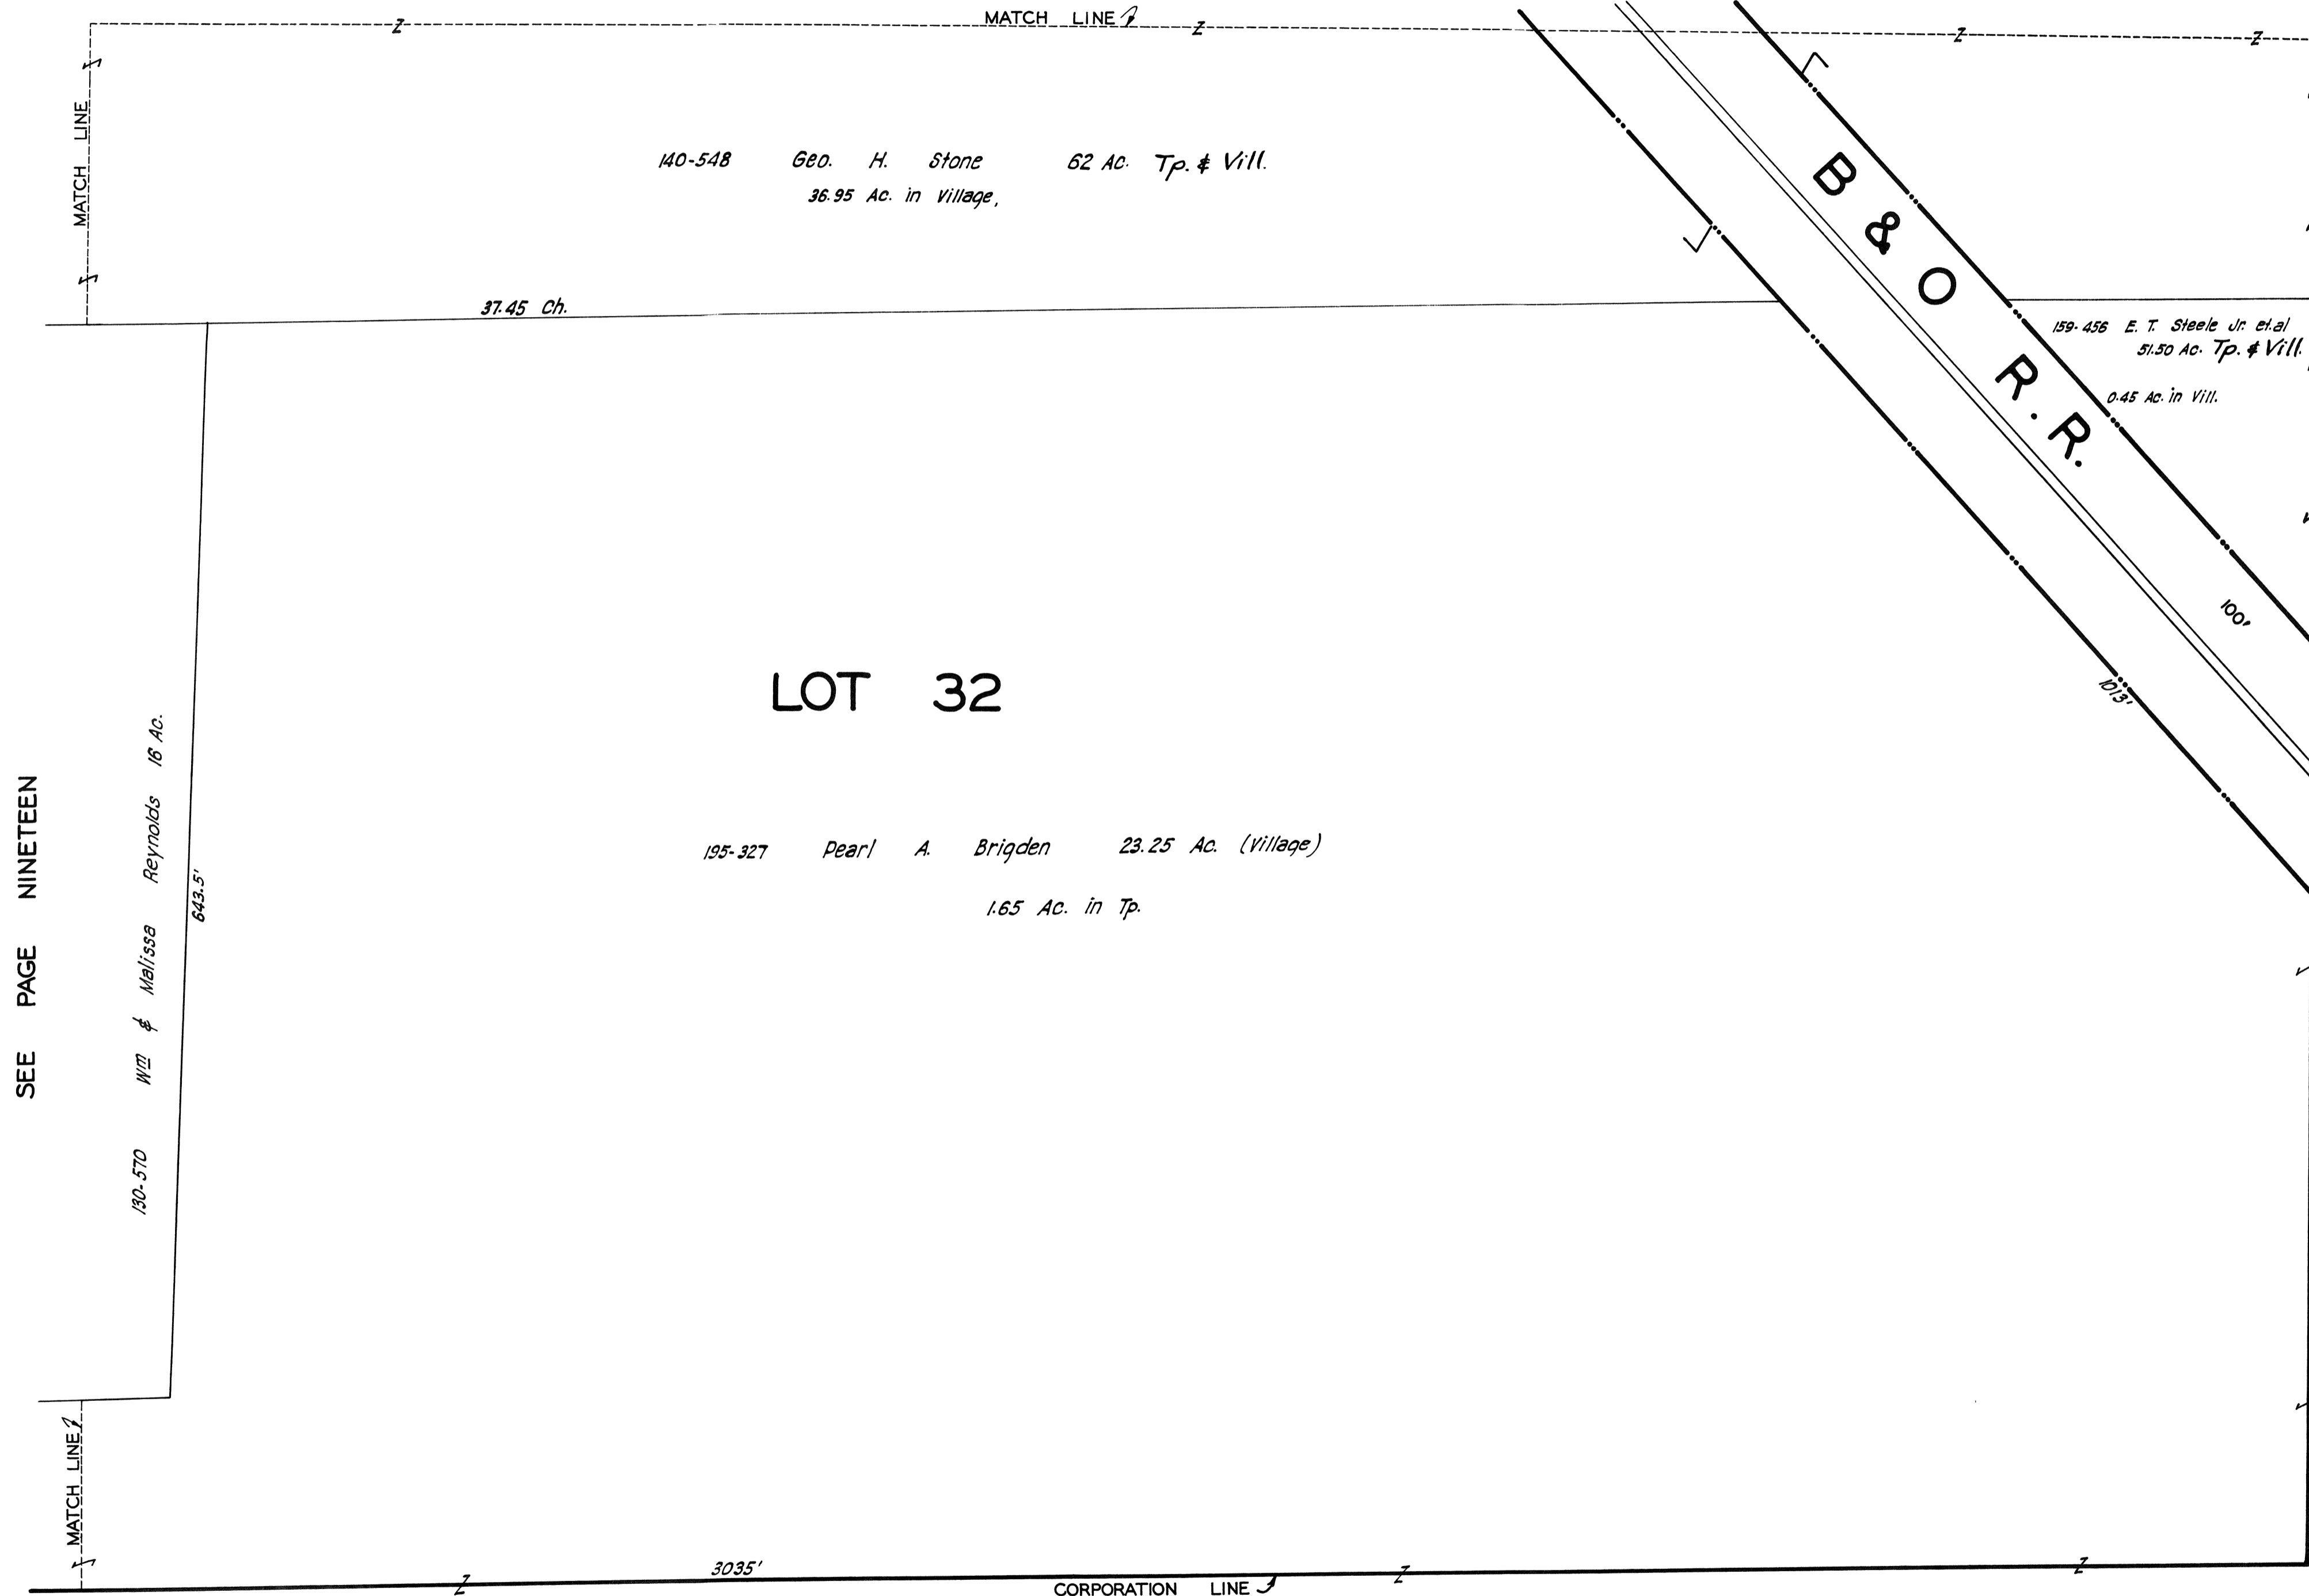 MATCH LINE
MATCH LINE
140-548 Geo. H. Stone 62 Ac. Tp. & Vill.
36.95 Ac. in Village,
B & O R.R.
37.45 Ch.
159-456 E. T. Steele Jr. et.al
51.50 Ac. Tp. & Vill.
0.45 Ac. in Vill.
100'
1013'
LOT 32
SEE PAGE NINETEEN
130-570 Wm & Malissa Reynolds 16 Ac.
643.5'
195-327 Pearl A. Brigden 23.25 Ac. (Village)
1.65 Ac. in Tp.
MATCH LINE
3035'
CORPORATION LINE